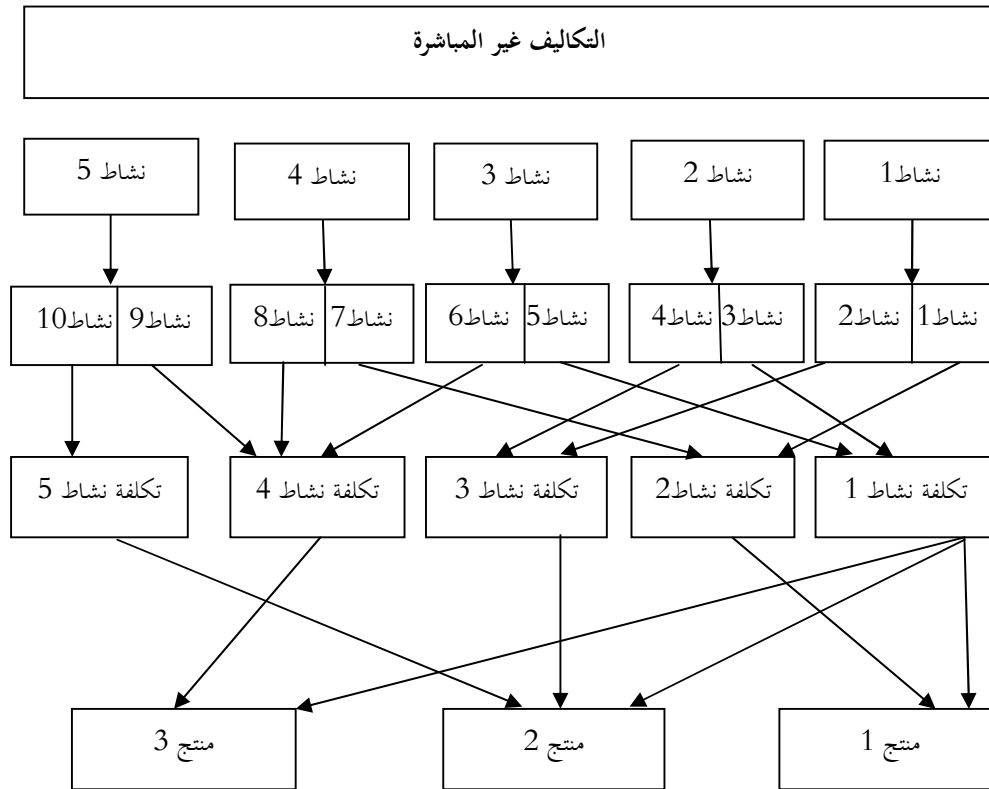 التكاليف غير المباشرة
نشاط1
نشاط 2
نشاط 3
نشاط 4
نشاط 5
نشاط1
نشاط2
نشاط3
نشاط4
نشاط5
نشاط6
نشاط7
نشاط8
نشاط9
نشاط10
تكلفة نشاط 1
تكلفة نشاط2
تكلفة نشاط 3
تكلفة نشاط 4
تكلفة نشاط 5
منتج 1
منتج 2
منتج 3